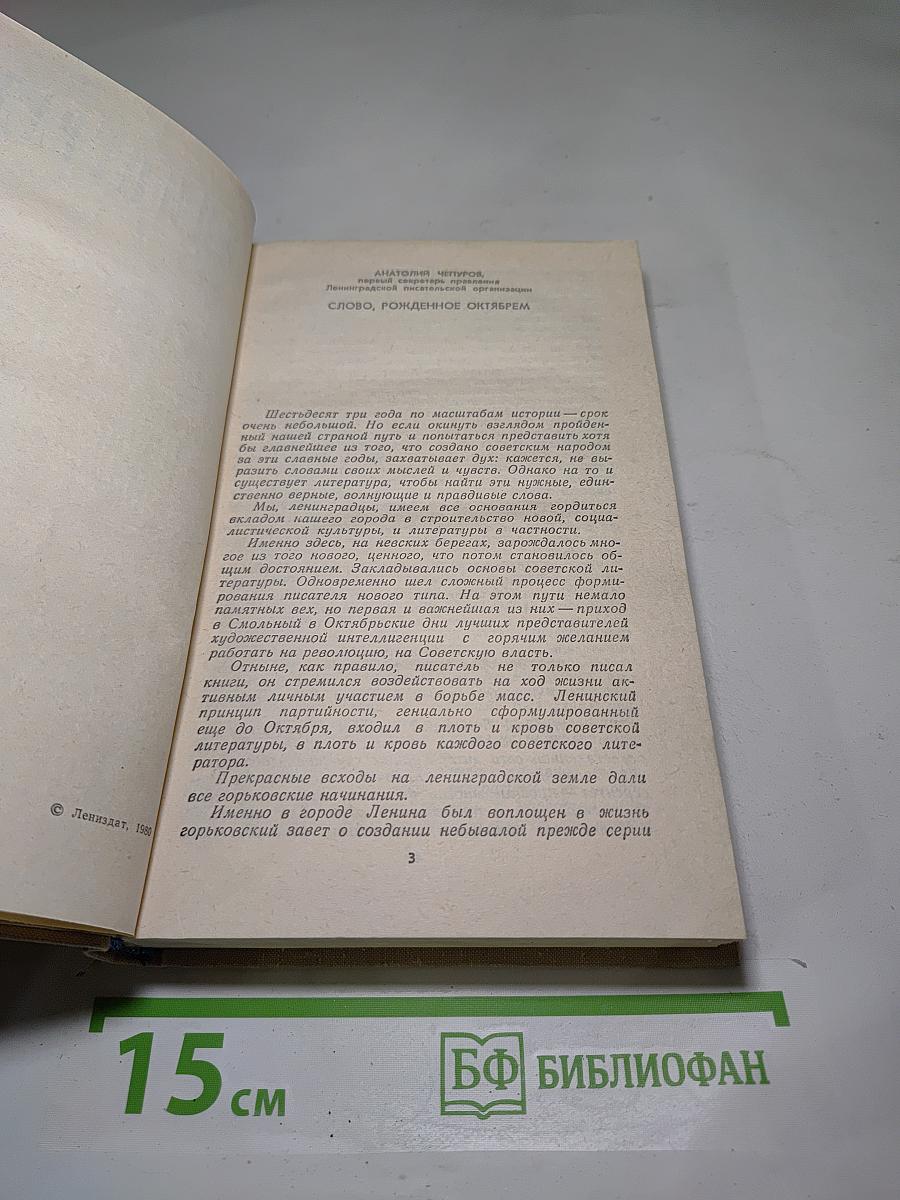 © Лениздат, 1980
АНАТОЛИЙ ЧЕПУРОВ,
первый секретарь правления
Ленинградской писательской организации
СЛОВО, РОЖДЕННОЕ ОКТЯБРЕМ
Шестьдесят три года по масштабам истории — срок
очень небольшой. Но если окинуть взглядом пройден-
ный нашей страной путь и попытаться представить хотя
бы главнейшее из того, что создано советским народом
за эти славные годы, захватывает дух: кажется, не вы-
разить словами своих мыслей и чувств. Однако на то и
существует литература, чтобы найти эти нужные, един-
ственно верные, волнующие и правдивые слова.
Мы, ленинградцы, имеем все основания гордиться
вкладом нашего города в строительство новой, социа-
листической культуры, и литературы в частности.
Именно здесь, на невских берегах, зарождалось мно-
гое из того нового, ценного, что потом становилось об-
щим достоянием. Закладывались основы советской ли-
тературы. Одновременно шел сложный процесс форми-
рования писателя нового типа. На этом пути немало
памятных вех, но первая и важнейшая из них — приход
в Смольный в Октябрьские дни лучших представителей
художественной интеллигенции с горячим желанием
работать на революцию, на Советскую власть.
Отныне, как правило, писатель не только писал
книги, он стремился воздействовать на ход жизни ак-
тивным личным участием в борьбе масс. Ленинский
принцип партийности, гениально сформулированный
еще до Октября, входил в плоть и кровь советской
литературы, в плоть и кровь каждого советского лите-
ратора.
Прекрасные всходы на ленинградской земле дали
все горьковские начинания.
Именно в городе Ленина был воплощен в жизнь
горьковский завет о создании небывалой прежде серии
3
15 см
БФ БИБЛИОФАН